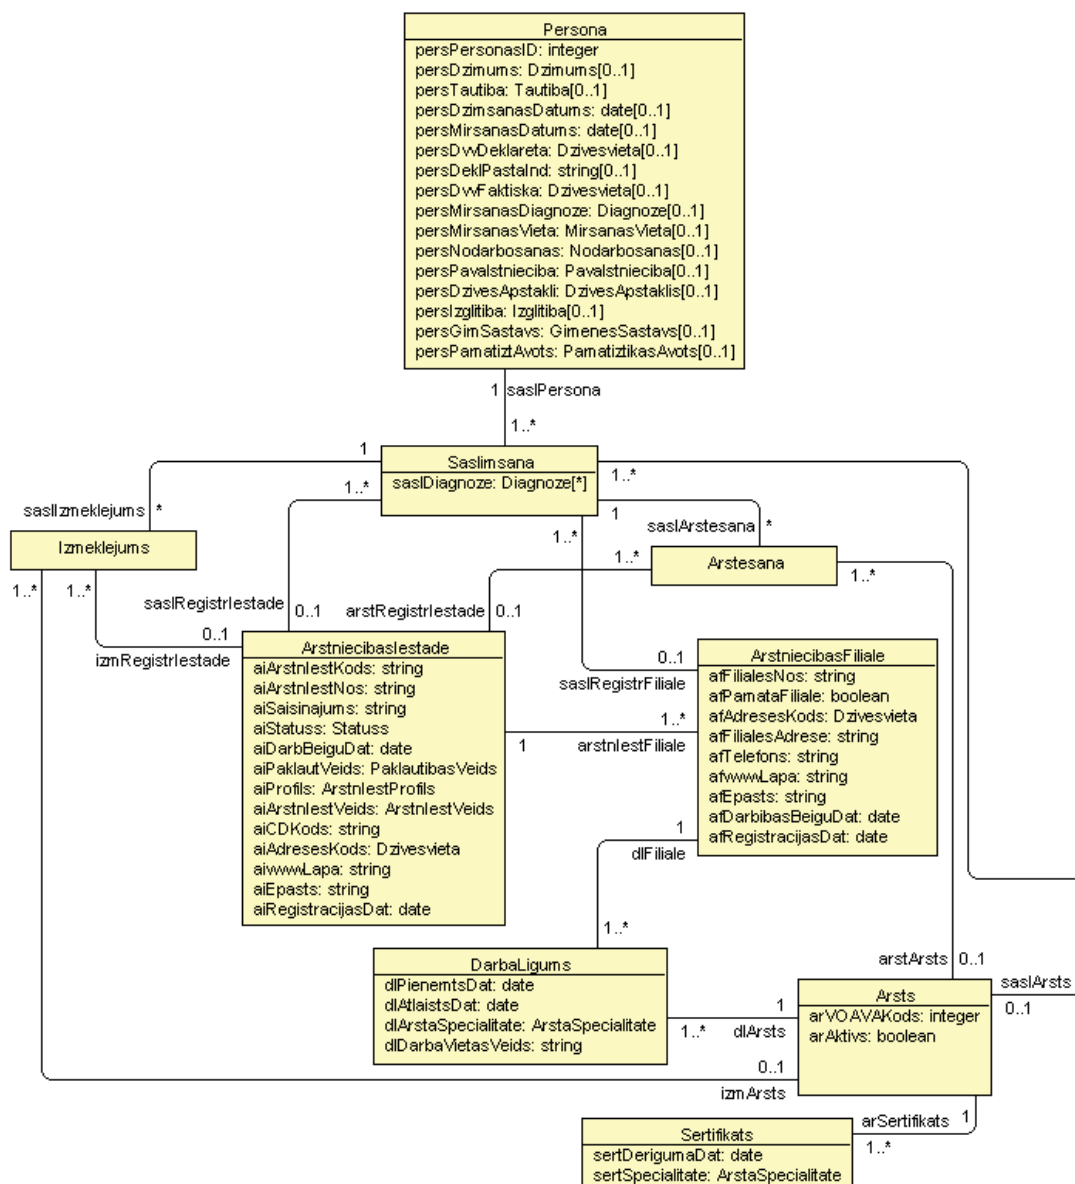 Persona
persPersonasID: integer
persDzimums: Dzimums[0..1]
persTautiba: Tautiba[0..1]
persDzimsanasDatums: date[0..1]
persMirsanasDatums: date[0..1]
persDvvDeklareta: Dzivesvieta[0..1]
persDeklPastaInd: string[0..1]
persDvvFaktiska: Dzivesvieta[0..1]
persMirsanasDiagnoze: Diagnoze[0..1]
persMirsanasVieta: MirsanasVieta[0..1]
persNodarbosanas: Nodarbosanas[0..1]
persPavalstnieciba: Pavalstnieciba[0..1]
persDzivesApstakli: DzivesApstaklis[0..1]
persIzglitiba: Izglitiba[0..1]
persGimSastavs: GimenesSastavs[0..1]
persPamatiztAvots: PamatiztikasAvots[0..1]
1 saslPersona
1..*
1
Saslimsana
saslDiagnoze: Diagnoze[*]
1..*
1..*
saslIzmeklejums *
1..*
1
saslArstesana *
Izmeklejums
Arstesana
1..*
1..*
1..*
1..*
saslRegistrIestade 0..1
arstRegistrIestade 0..1
0..1
izmRegistrIestade
ArstniecibasIestade
aiArstnIestKods: string
aiArstnIestNos: string
aiSaisinajums: string
aiStatuss: Statuss
aiDarbBeiguDat: date
aiPaklautVeids: PaklautibasVeids
aiProfils: ArstnIestProfils
aiArstnIestVeids: ArstnIestVeids
aiCDKods: string
aiAdresesKods: Dzivesvieta
aiwwwLapa: string
aiEpasts: string
aiRegistracijasDat: date
0..1
saslRegistrFiliale
1..*
1
arstnIestFiliale
ArstniecibasFiliale
afFilialesNos: string
afPamataFiliale: boolean
afAdresesKods: Dzivesvieta
afFilialesAdrese: string
afTelefons: string
afwwwLapa: string
afEpasts: string
afDarbibasBeiguDat: date
afRegistracijasDat: date
1
dlFiliale
1..*
DarbaLigums
dlPienemtsDat: date
dlAtlaistsDat: date
dlArstaSpecialitate: ArstaSpecialitate
dlDarbaVietasVeids: string
arstArsts 0..1
saslArsts
0..1
Arsts
arVOAVAKods: integer
arAktivs: boolean
1
1..* dlArsts
0..1
izmArsts
arSertifikats 1
1..*
Sertifikats
sertDerigumaDat: date
sertSpecialitate: ArstaSpecialitate